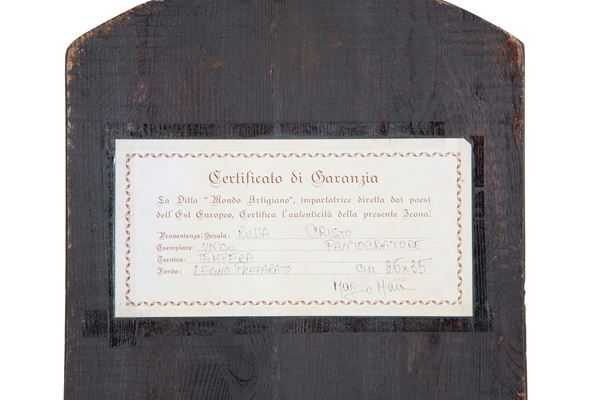 Certificato di Garanzia
La Ditta "Mondo Artigiano", importatrice diretta dai paesi
dell'Est Europeo, Certifica l'autenticità della presente Icona.
Provenienza/Scuola: RUSSA CRISTO
Esemplare: UNICO PANTOCRATORE
Tecnica: TEMPERA
Fondo: LEGNO PREPARATO cm 26x35